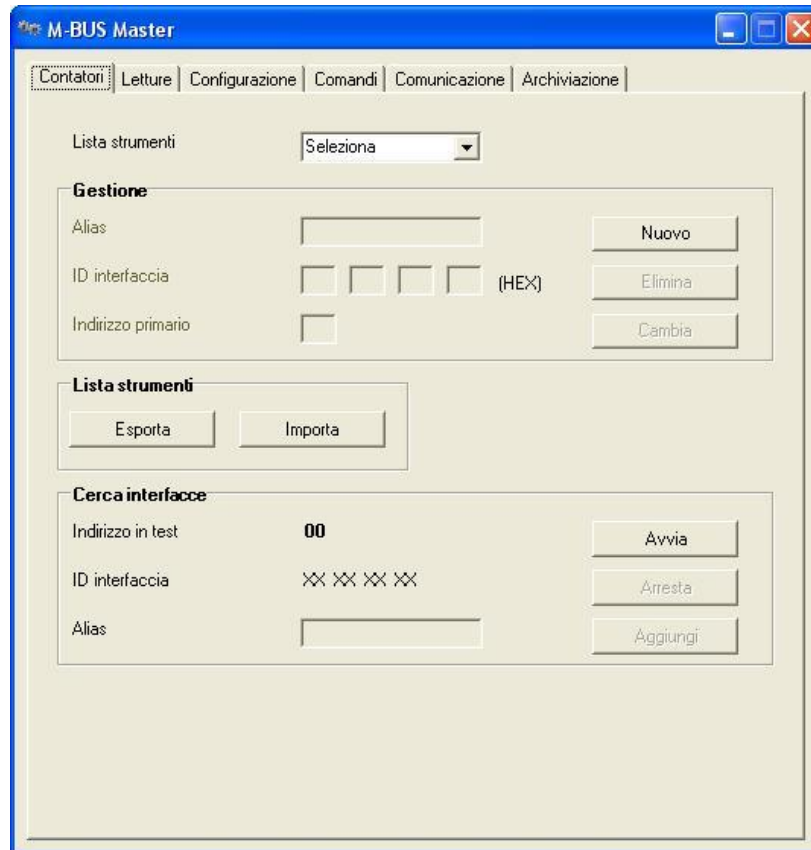 M-BUS Master
Contatori Letture Configurazione Comandi Comunicazione Archiviazione
Lista strumenti Seleziona
Gestione
Alias Nuovo
ID interfaccia (HEX) Elimina
Indirizzo primario Cambia
Lista strumenti
Esporta Importa
Cerca interfacce
Indirizzo in test 00 Avvia
ID interfaccia XX XX XX XX Arresta
Alias Aggiungi